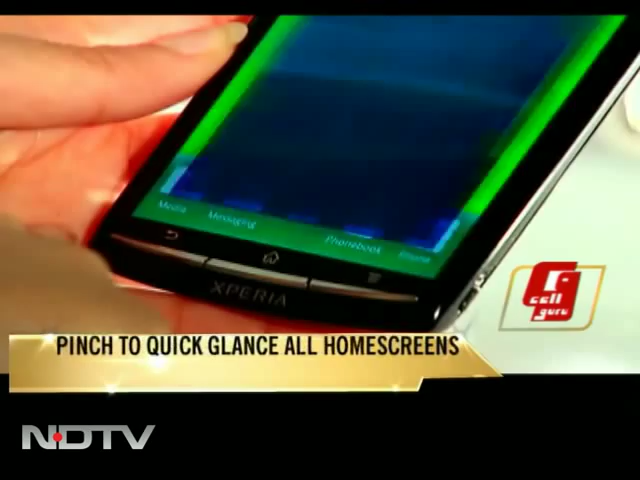 Media Messaging Phonebook Phone
XPERIA
cell
guru
PINCH TO QUICK GLANCE ALL HOMESCREENS
NDTV